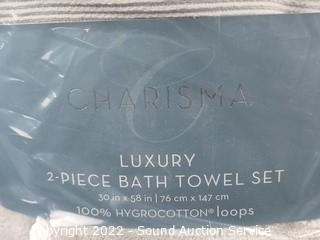 CHARISMA
LUXURY
2-PIECE BATH TOWEL SET
30 in x 58 in | 76 cm x 147 cm
100% HYGROCOTTON® loops
Copyright 2022 - Sound Auction Service